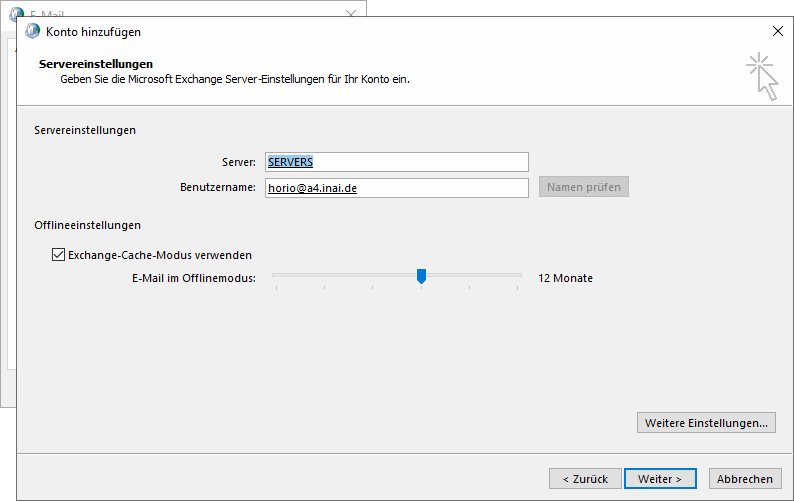 E-Mail
Konto hinzufügen
Servereinstellungen
Geben Sie die Microsoft Exchange Server-Einstellungen für Ihr Konto ein.
Servereinstellungen
Server: SERVERS
Benutzername: horio@a4.inai.de Namen prüfen
Offlineeinstellungen
Exchange-Cache-Modus verwenden
E-Mail im Offlinemodus: 12 Monate
Weitere Einstellungen...
< Zurück Weiter > Abbrechen